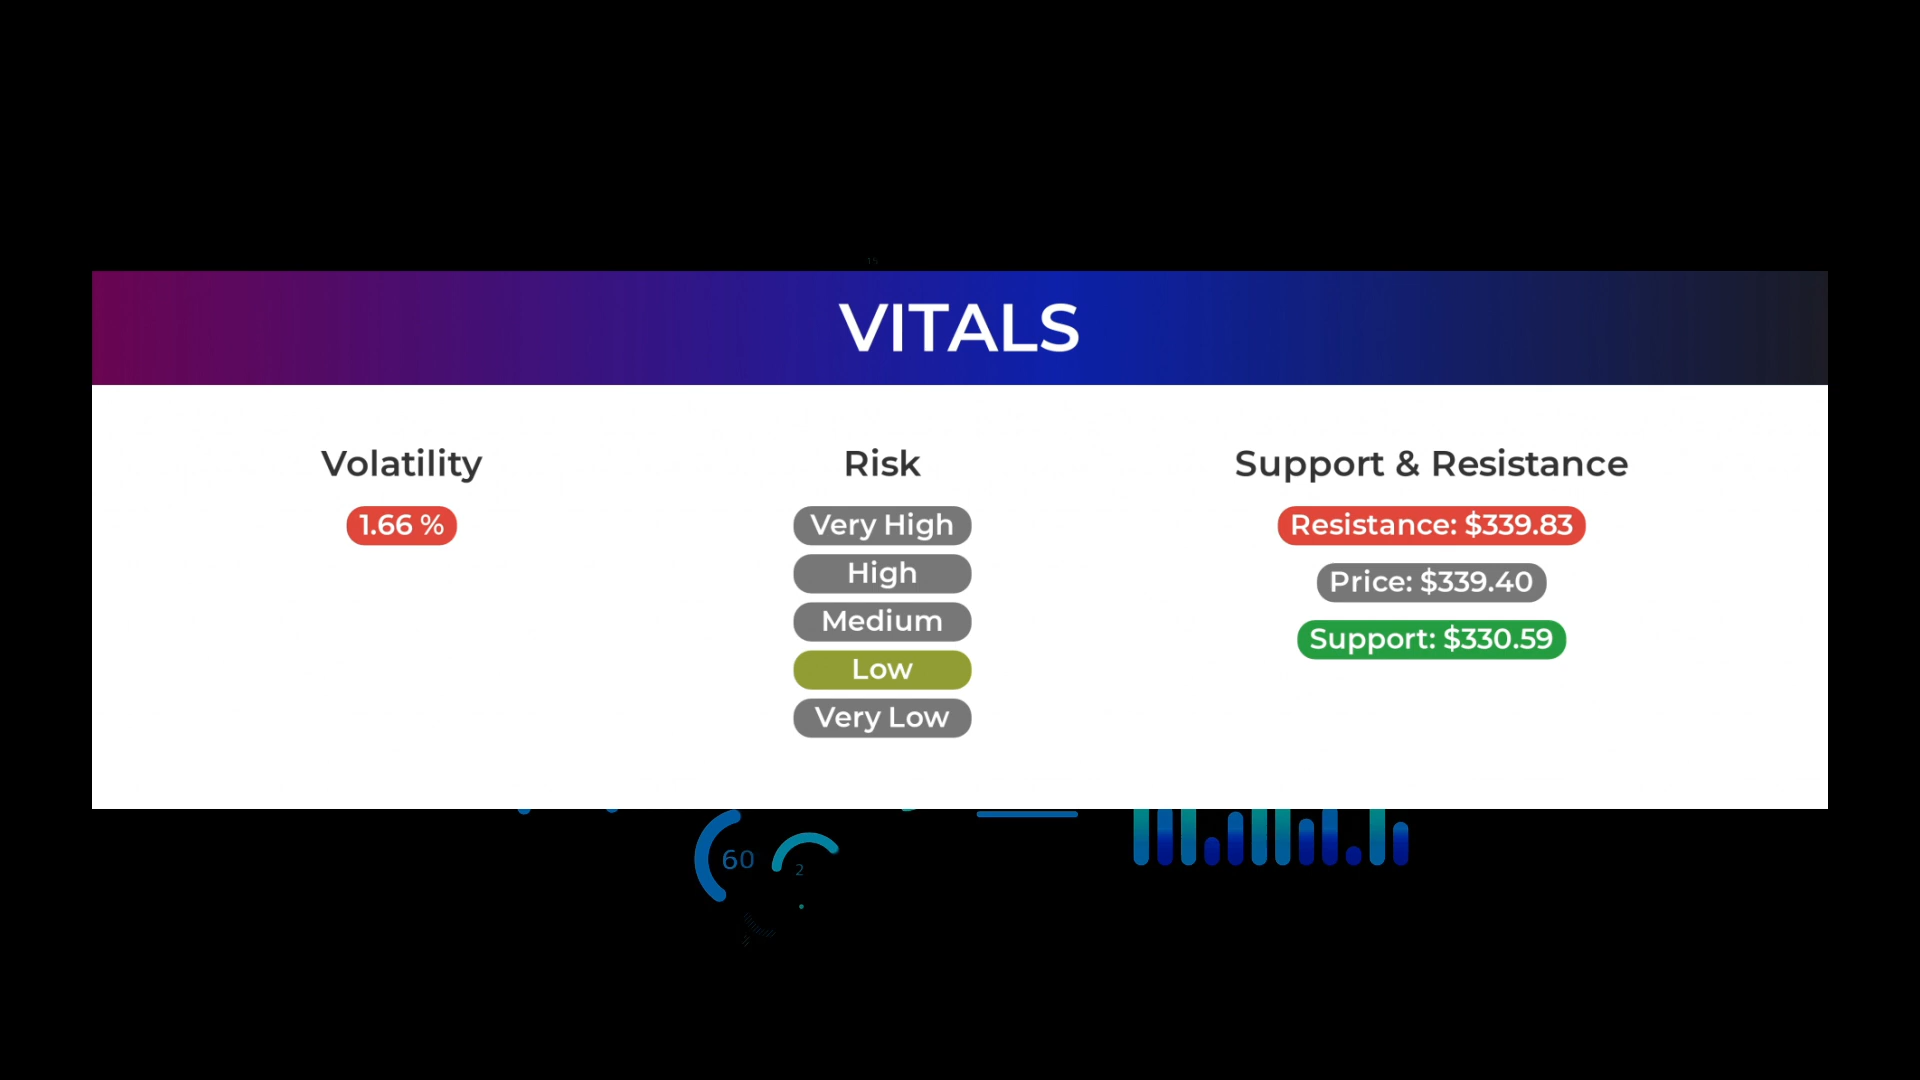 VITALS
Volatility
1.66 %
Risk
Very High
High
Medium
Low
Very Low
Support & Resistance
Resistance: $339.83
Price: $339.40
Support: $330.59
60
2